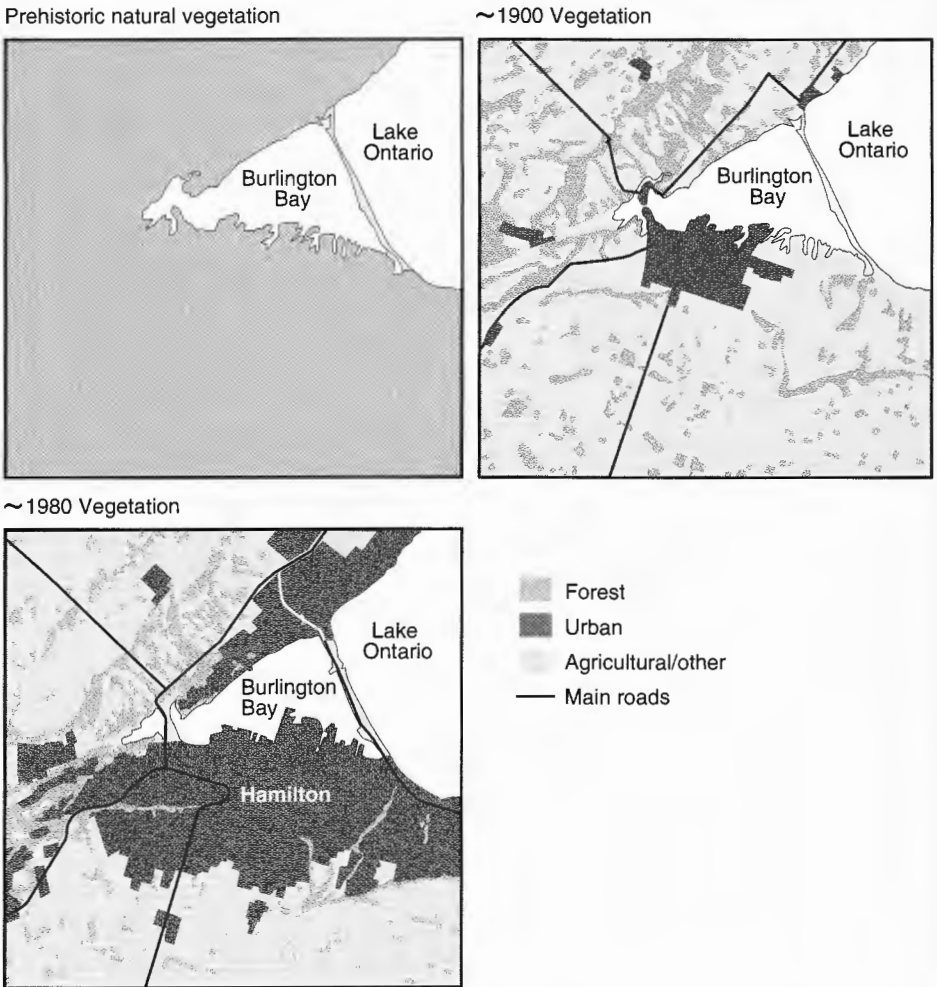 Prehistoric natural vegetation
Lake
Ontario
Burlington
Bay
~1900 Vegetation
Lake
Ontario
Burlington
Bay
~1980 Vegetation
Lake
Ontario
Burlington
Bay
Hamilton
Forest
Urban
Agricultural/other
Main roads